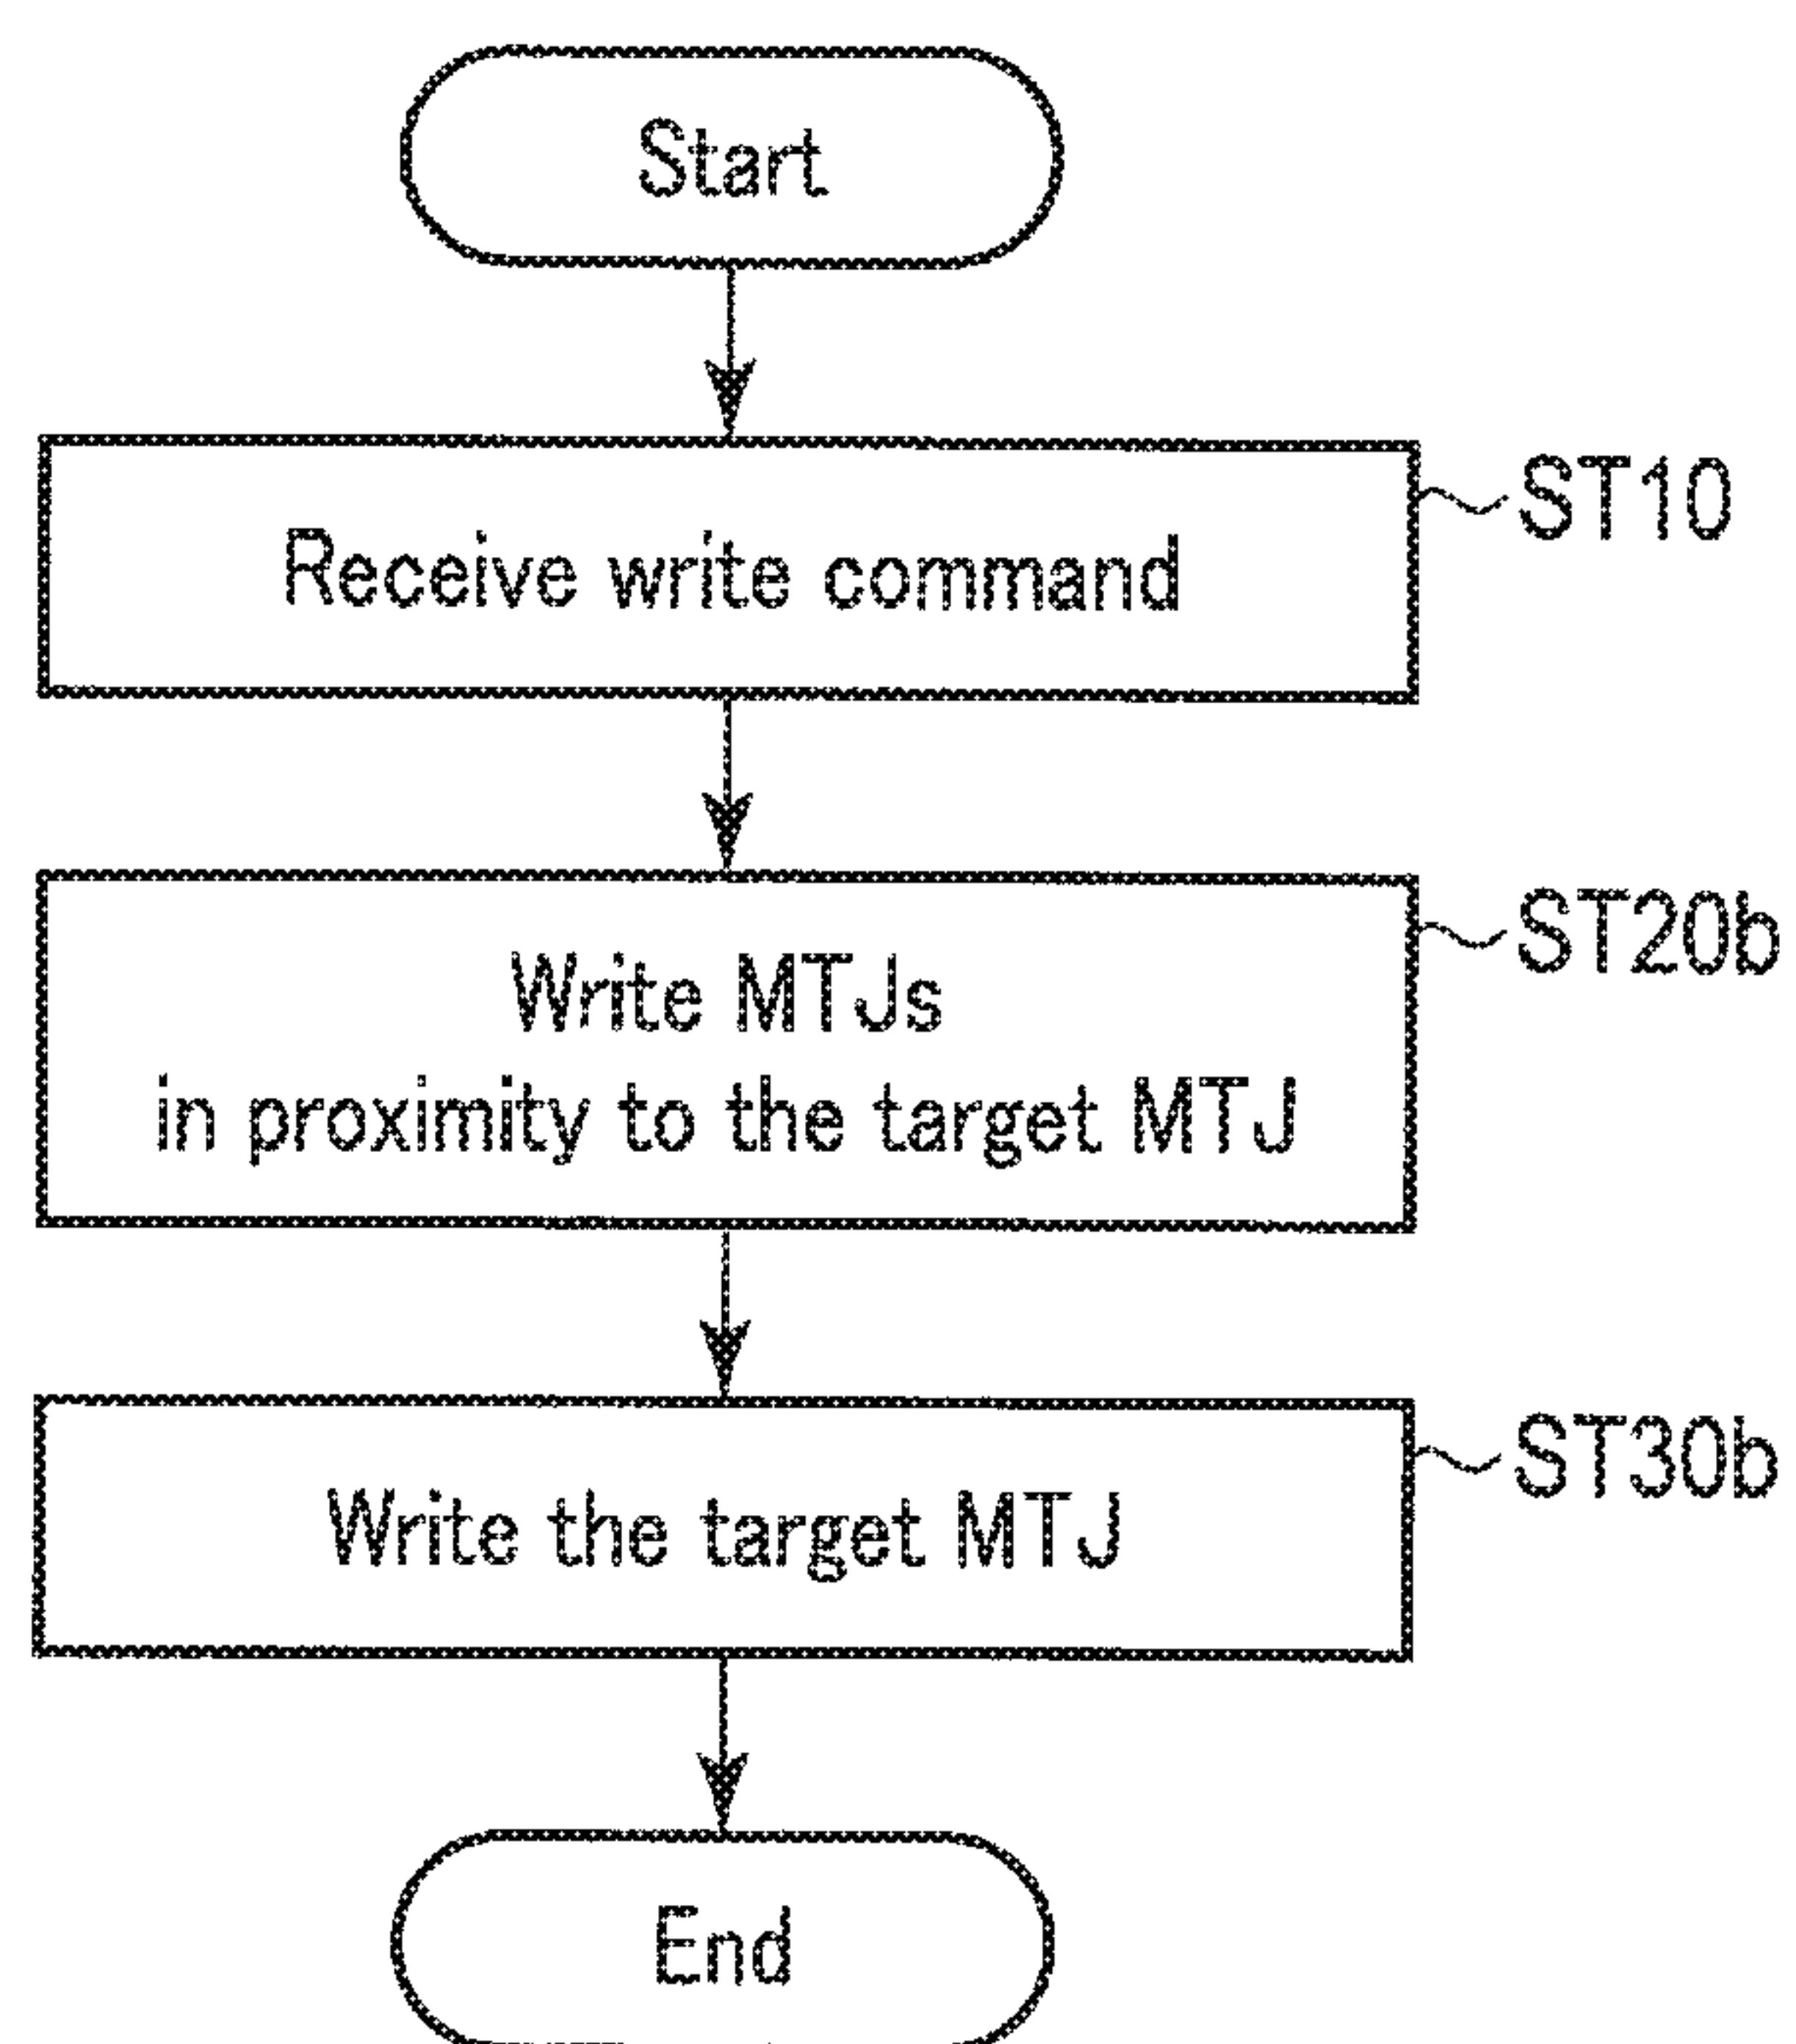 Start
Receive write command
ST10
Write MTJs
in proximity to the target MTJ
ST20b
Write the target MTJ
ST30b
End